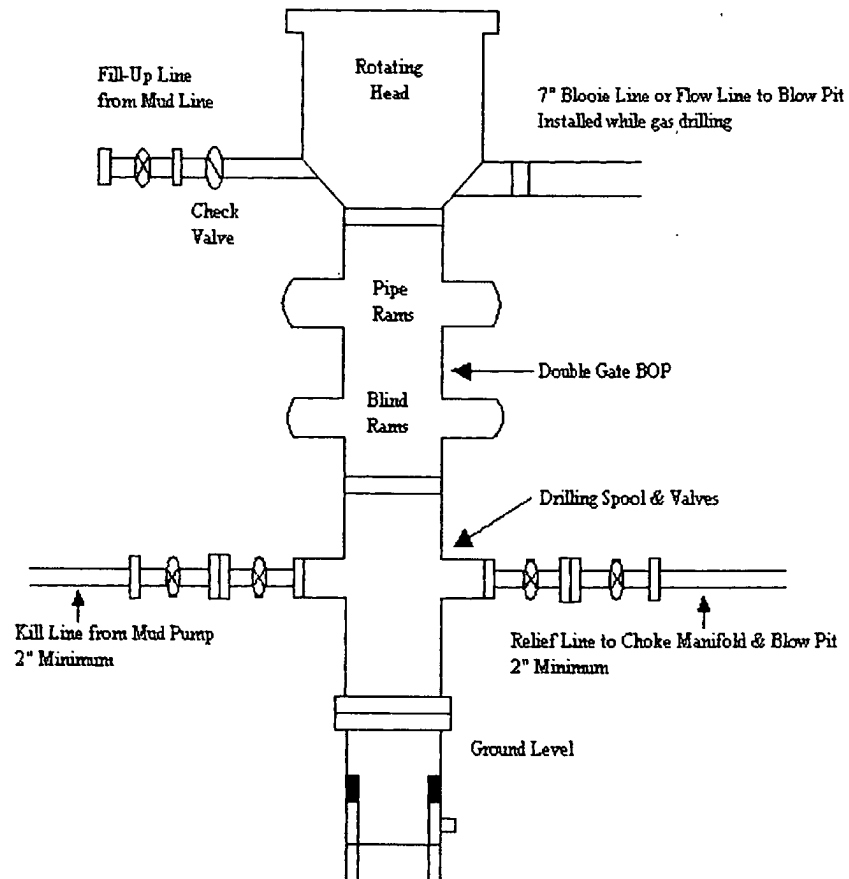 Rotating
Head
Fill-Up Line
from Mud Line
7" Blooie Line or Flow Line to Blow Pit
Installed while gas drilling
Check
Valve
Pipe
Rams
Double Gate BOP
Blind
Rams
Drilling Spool & Valves
Kill Line from Mud Pump
2" Minimum
Relief Line to Choke Manifold & Blow Pit
2" Minimum
Ground Level